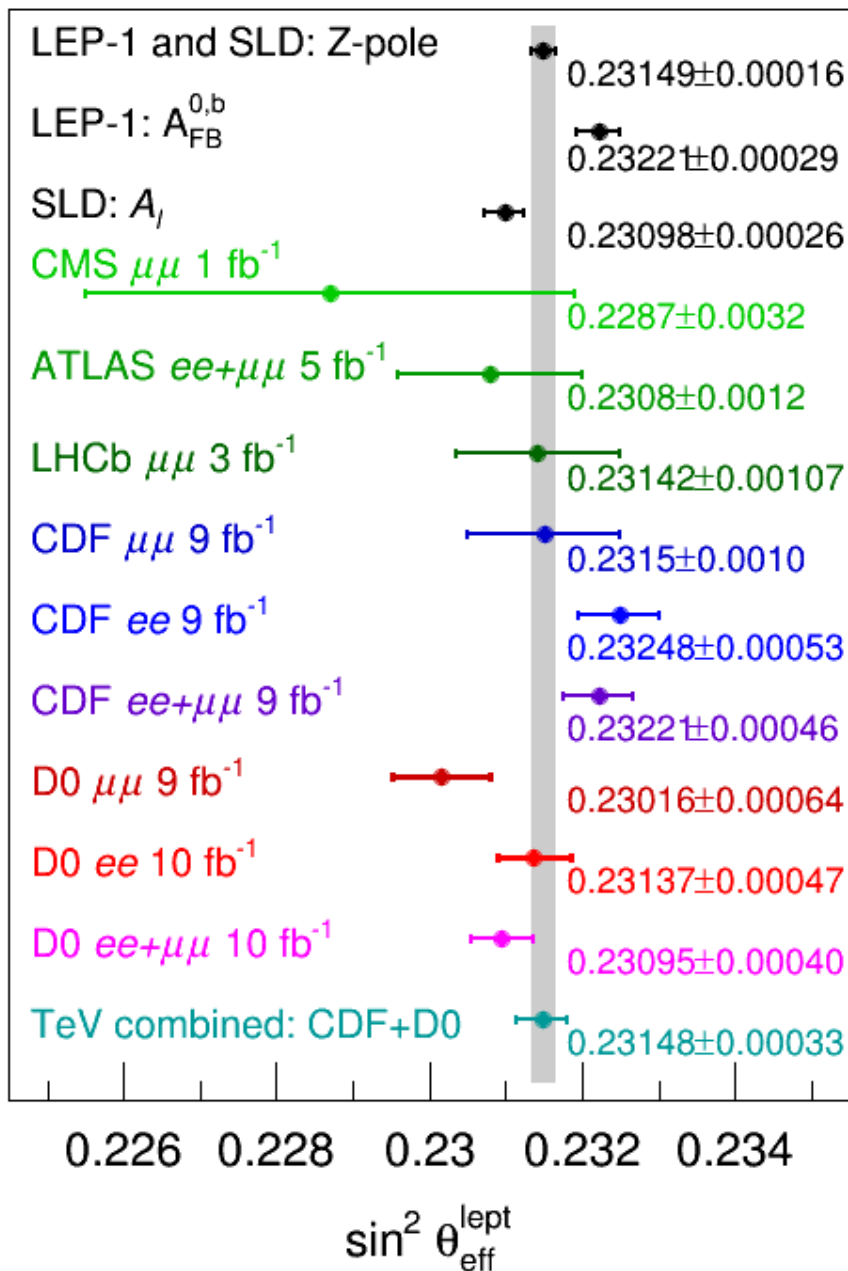 LEP-1 and SLD: Z-pole
0.23149±0.00016
LEP-1: A_FB^0,b
0.23221±0.00029
SLD: A_l
0.23098±0.00026
CMS μμ 1 fb⁻¹
0.2287±0.0032
ATLAS ee+μμ 5 fb⁻¹
0.2308±0.0012
LHCb μμ 3 fb⁻¹
0.23142±0.00107
CDF μμ 9 fb⁻¹
0.2315±0.0010
CDF ee 9 fb⁻¹
0.23248±0.00053
CDF ee+μμ 9 fb⁻¹
0.23221±0.00046
D0 μμ 9 fb⁻¹
0.23016±0.00064
D0 ee 10 fb⁻¹
0.23137±0.00047
D0 ee+μμ 10 fb⁻¹
0.23095±0.00040
TeV combined: CDF+D0
0.23148±0.00033
0.226 0.228 0.23 0.232 0.234
sin² θ_eff^lept